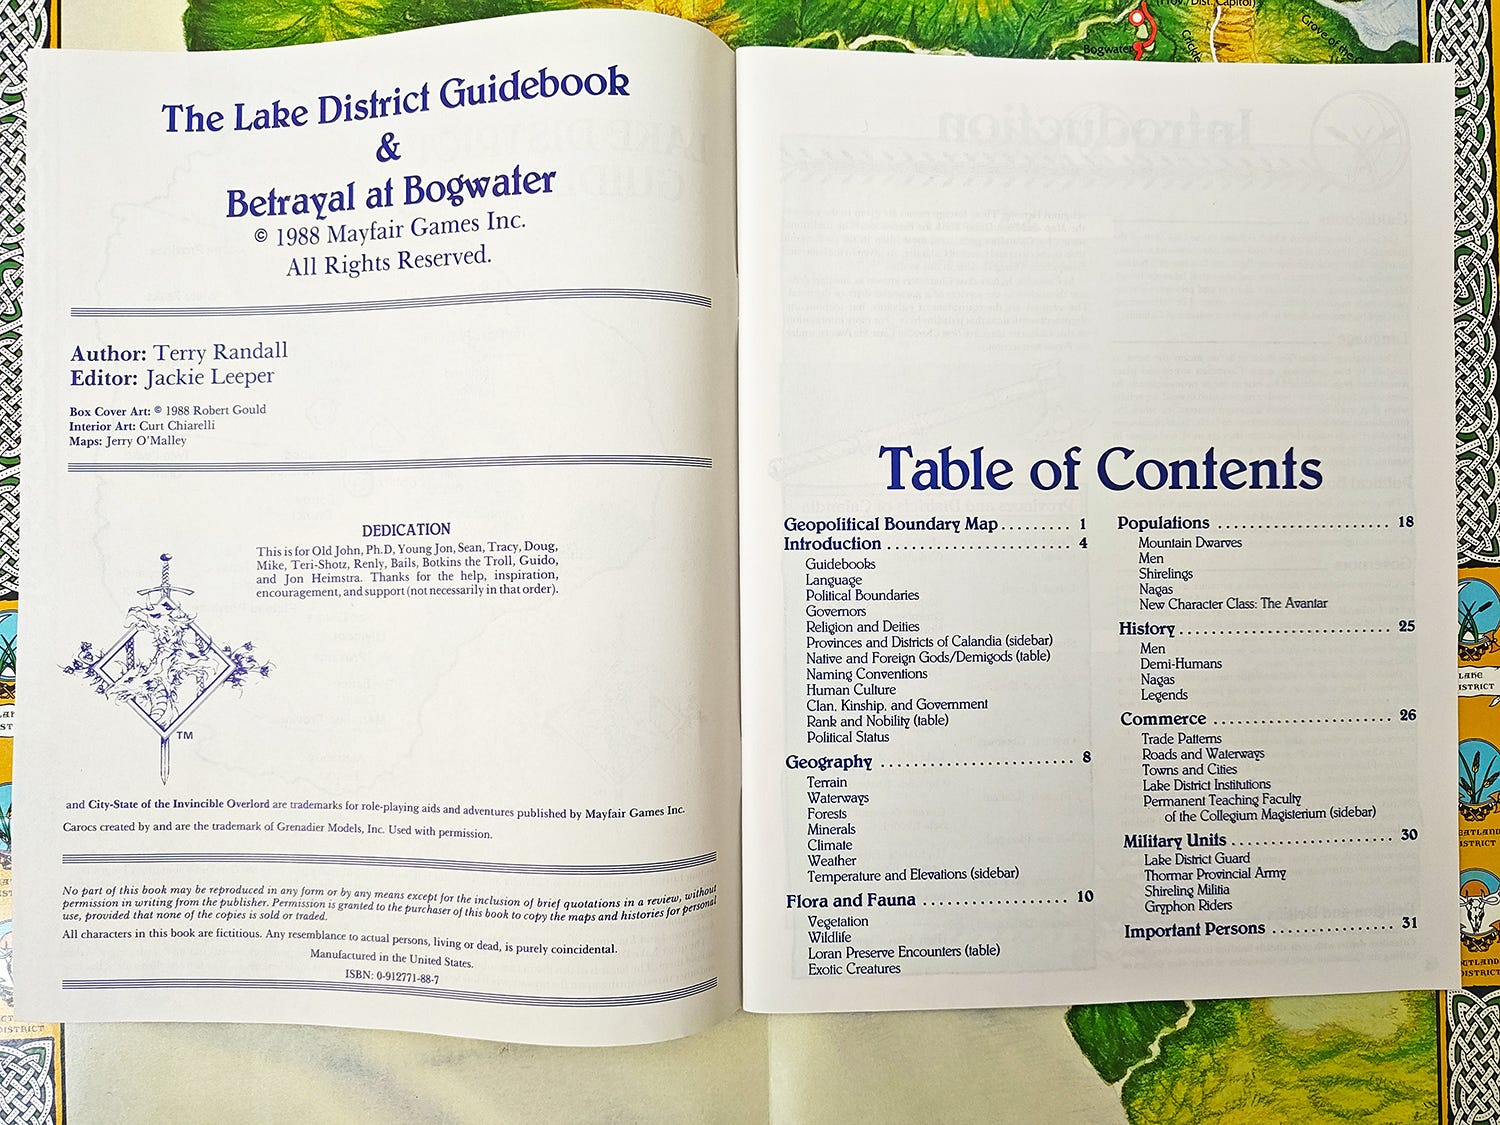 (Prov./Dist. Capitol)
Bogwater
The Lake District Guidebook
&
Betrayal at Bogwater
© 1988 Mayfair Games Inc.
All Rights Reserved.
Author: Terry Randall
Editor: Jackie Leeper
Box Cover Art: © 1988 Robert Gould
Interior Art: Curt Chiarelli
Maps: Jerry O'Malley
DEDICATION
This is for Old John, Ph.D, Young Jon, Sean, Tracy, Doug,
Mike, Teri-Shotz, Renly, Bails, Botkins the Troll, Guido,
and Jon Heimstra. Thanks for the help, inspiration,
encouragement, and support (not necessarily in that order).
TM
and City-State of the Invincible Overlord are trademarks for role-playing aids and adventures published by Mayfair Games Inc.
Carocs created by and are the trademark of Grenadier Models, Inc. Used with permission.
No part of this book may be reproduced in any form or by any means except for the inclusion of brief quotations in a review, without
permission in writing from the publisher. Permission is granted to the purchaser of this book to copy the maps and histories for personal
use, provided that none of the copies is sold or traded.
All characters in this book are fictitious. Any resemblance to actual persons, living or dead, is purely coincidental.
Manufactured in the United States.
ISBN: 0-912771-88-7
Table of Contents
Geopolitical Boundary Map ......... 1
Introduction ........................ 4
Guidebooks
Language
Political Boundaries
Governors
Religion and Deities
Provinces and Districts of Calandia (sidebar)
Native and Foreign Gods/Demigods (table)
Naming Conventions
Human Culture
Clan, Kinship, and Government
Rank and Nobility (table)
Political Status
Geography ......................... 8
Terrain
Waterways
Forests
Minerals
Climate
Weather
Temperature and Elevations (sidebar)
Flora and Fauna ................... 10
Vegetation
Wildlife
Loran Preserve Encounters (table)
Exotic Creatures
Populations ....................... 18
Mountain Dwarves
Men
Shirelings
Nagas
New Character Class: The Avantar
History ........................... 25
Men
Demi-Humans
Nagas
Legends
Commerce ........................ 26
Trade Patterns
Roads and Waterways
Towns and Cities
Lake District Institutions
Permanent Teaching Faculty
of the Collegium Magisterium (sidebar)
Military Units ..................... 30
Lake District Guard
Thormar Provincial Army
Shireling Militia
Gryphon Riders
Important Persons ................ 31
LAKE
DISTRICT